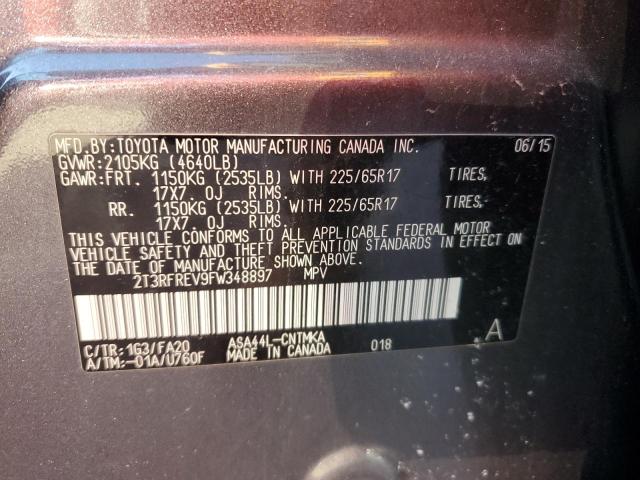 MFD.BY:TOYOTA MOTOR MANUFACTURING CANADA INC. 06/15
GVWR:2105KG (4640LB)
GAWR:FRT. 1150KG (2535LB) WITH 225/65R17 TIRES,
17X7 0J RIMS.
RR. 1150KG (2535LB) WITH 225/65R17 TIRES,
17X7 0J RIMS.
THIS VEHICLE CONFORMS TO ALL APPLICABLE FEDERAL MOTOR
VEHICLE SAFETY AND THEFT PREVENTION STANDARDS IN EFFECT ON
THE DATE OF MANUFACTURE SHOWN ABOVE.
2T3RFREV9FW348897 MPV
C/TR:1G3/FA20 ASA44L-CNTMKA 018 A
A/TM:-01A/U760F MADE IN CANADA